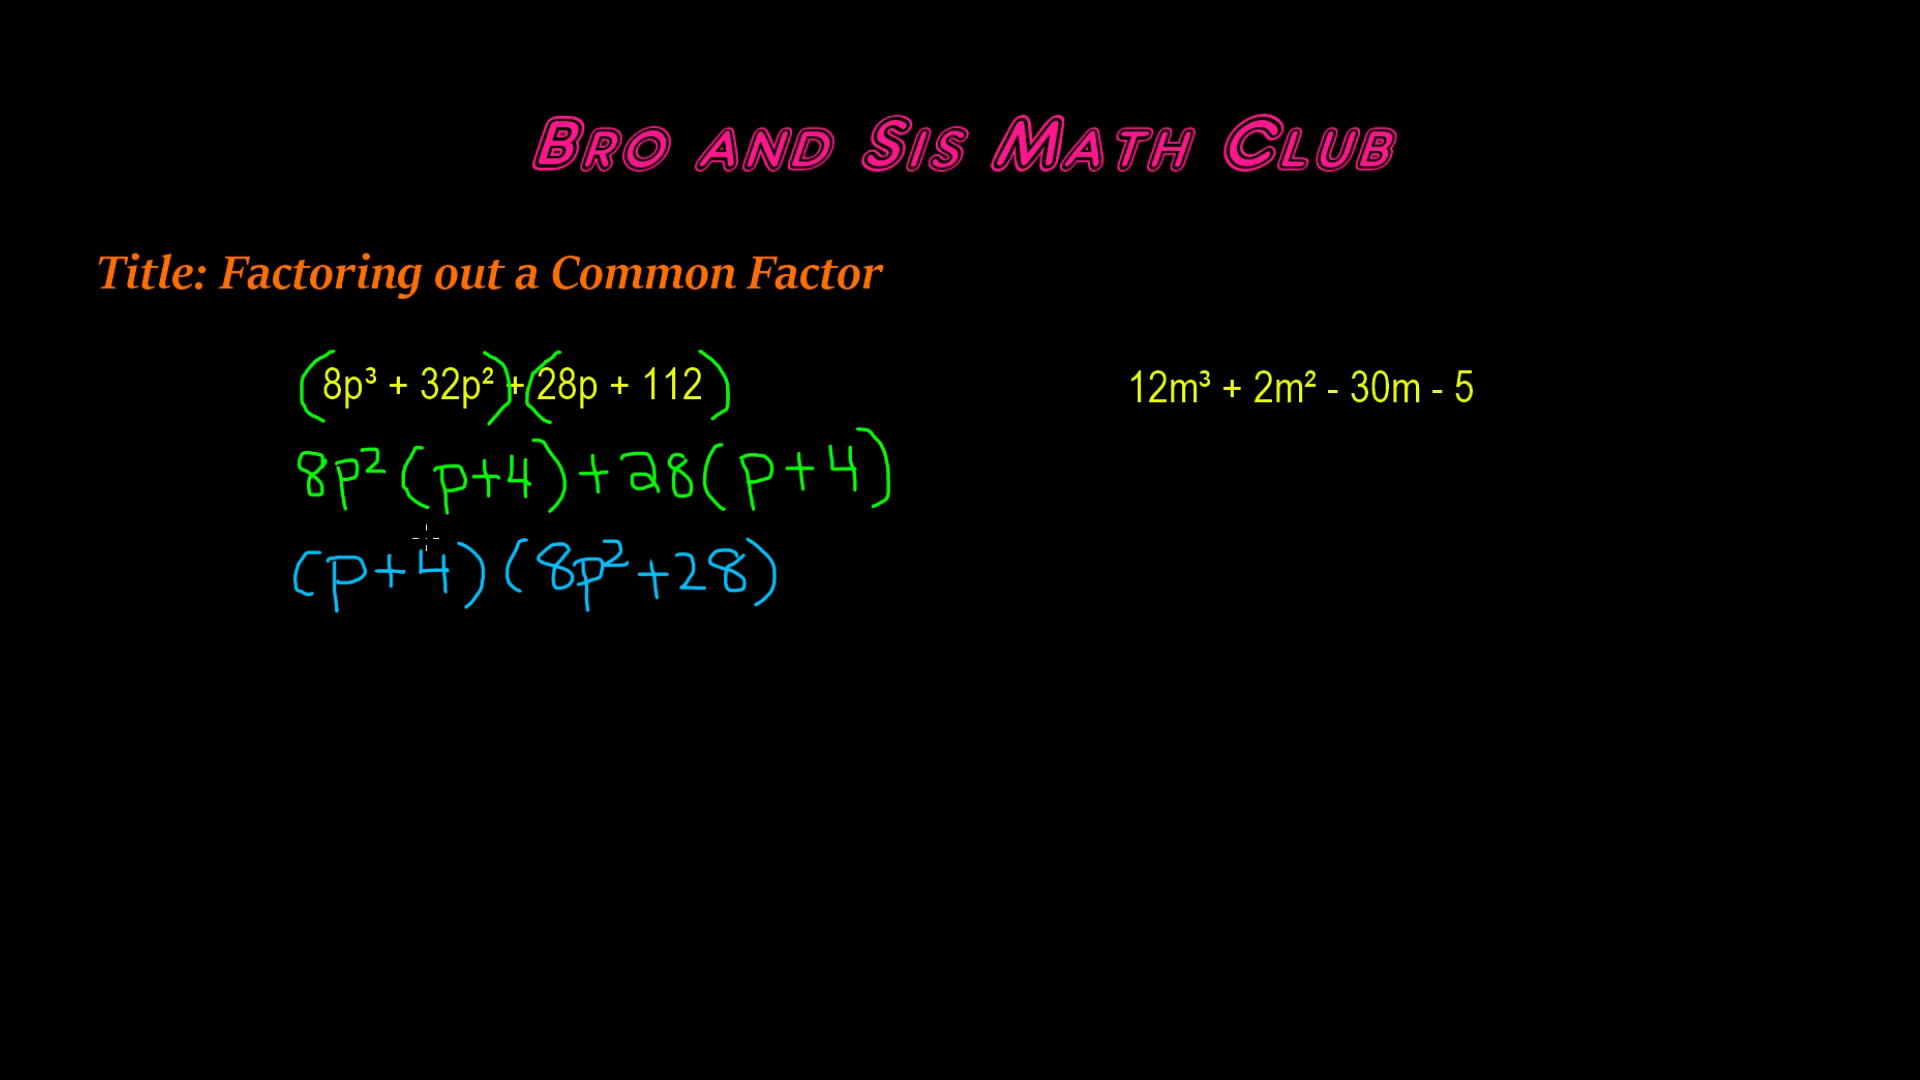 Bro and Sis Math Club
Title: Factoring out a Common Factor
(8p³ + 32p²) + (28p + 112)
8p²(p+4)+28(p+4)
(p+4)(8p²+28)
12m³ + 2m² - 30m - 5